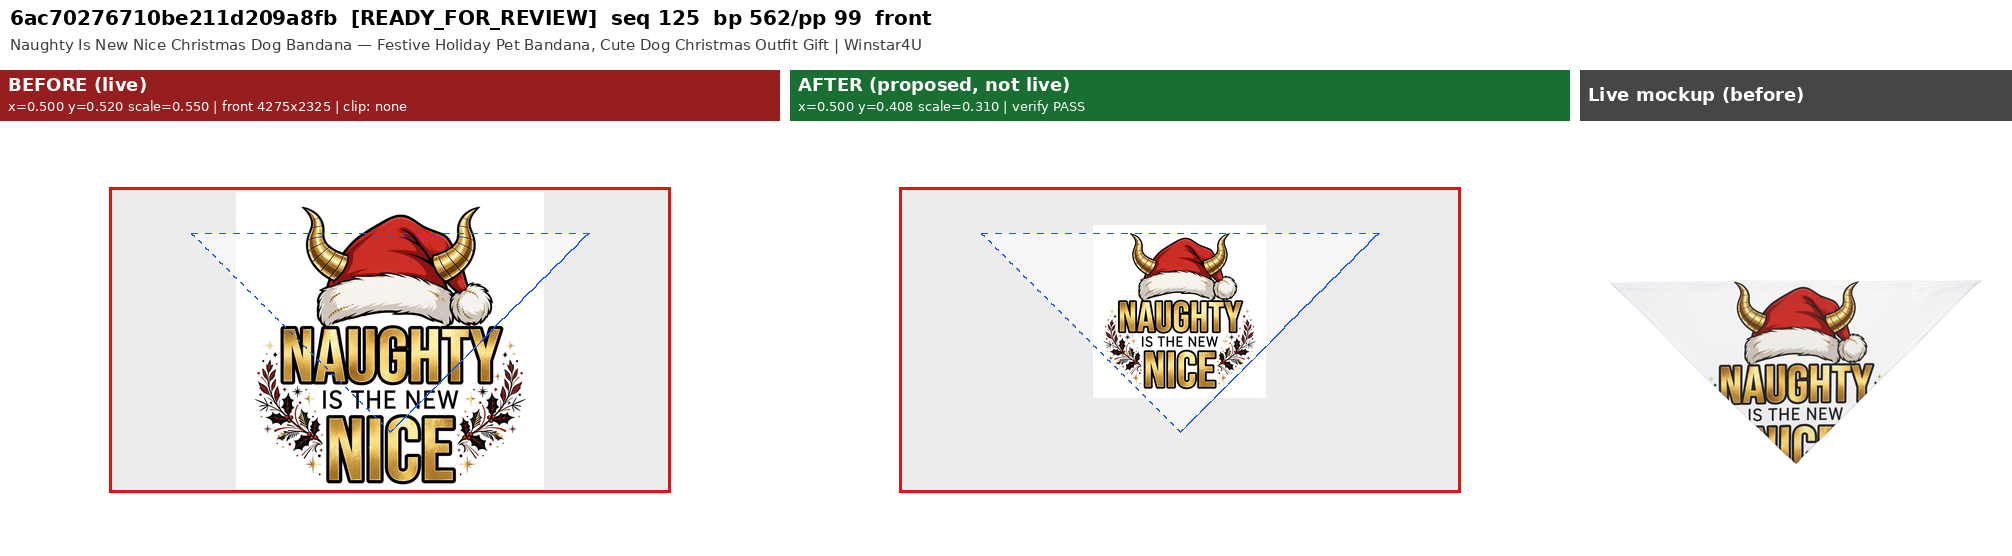 6ac70276710be211d209a8fb [READY_FOR_REVIEW] seq 125 bp 562/pp 99 front
Naughty Is New Nice Christmas Dog Bandana — Festive Holiday Pet Bandana, Cute Dog Christmas Outfit Gift | Winstar4U
BEFORE (live)
x=0.500 y=0.520 scale=0.550 | front 4275x2325 | clip: none
AFTER (proposed, not live)
x=0.500 y=0.408 scale=0.310 | verify PASS
Live mockup (before)
NAUGHTY
IS THE NEW
NICE
NAUGHTY
IS THE NEW
NICE
NAUGHTY
IS THE NEW
NICE